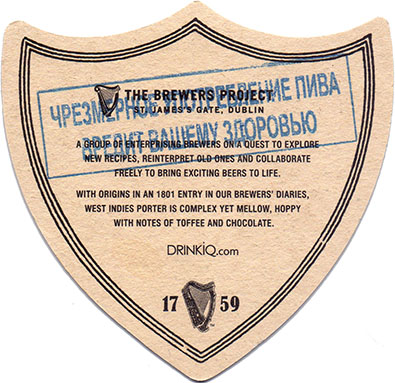 THE BREWERS PROJECT
ST. JAMES'S GATE, DUBLIN
ЧРЕЗМЕРНОЕ УПОТРЕБЛЕНИЕ ПИВА
ВРЕДИТ ВАШЕМУ ЗДОРОВЬЮ
A GROUP OF ENTERPRISING BREWERS ON A QUEST TO EXPLORE
NEW RECIPES, REINTERPRET OLD ONES AND COLLABORATE
FREELY TO BRING EXCITING BEERS TO LIFE.
WITH ORIGINS IN AN 1801 ENTRY IN OUR BREWERS' DIARIES,
WEST INDIES PORTER IS COMPLEX YET MELLOW, HOPPY
WITH NOTES OF TOFFEE AND CHOCOLATE.
DRINKiQ.com
17 59